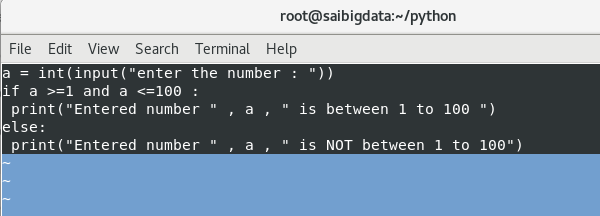 root@saibigdata:~/python
File Edit View Search Terminal Help
a = int(input("enter the number : "))
if a >=1 and a <=100 :
 print("Entered number " , a , " is between 1 to 100 ")
else:
 print("Entered number " , a , " is NOT between 1 to 100")
~
~
~